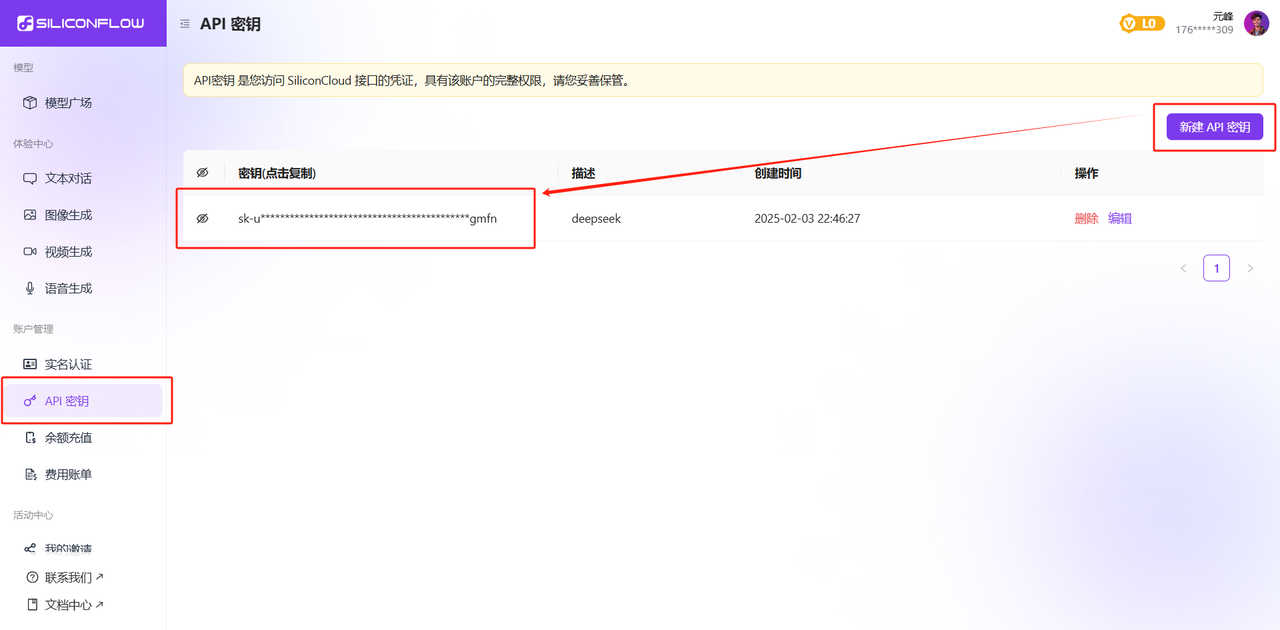 SILICONFLOW
API 密钥
L0
元峰
176*****309
模型
模型广场
体验中心
文本对话
图像生成
视频生成
语音生成
账户管理
实名认证
API 密钥
余额充值
费用账单
活动中心
我的邀请
联系我们
文档中心
API密钥 是您访问 SiliconCloud 接口的凭证，具有该账户的完整权限，请您妥善保管。
新建 API 密钥
密钥(点击复制) 描述 创建时间 操作
sk-u********************************************gmfn deepseek 2025-02-03 22:46:27 删除 编辑
< 1 >